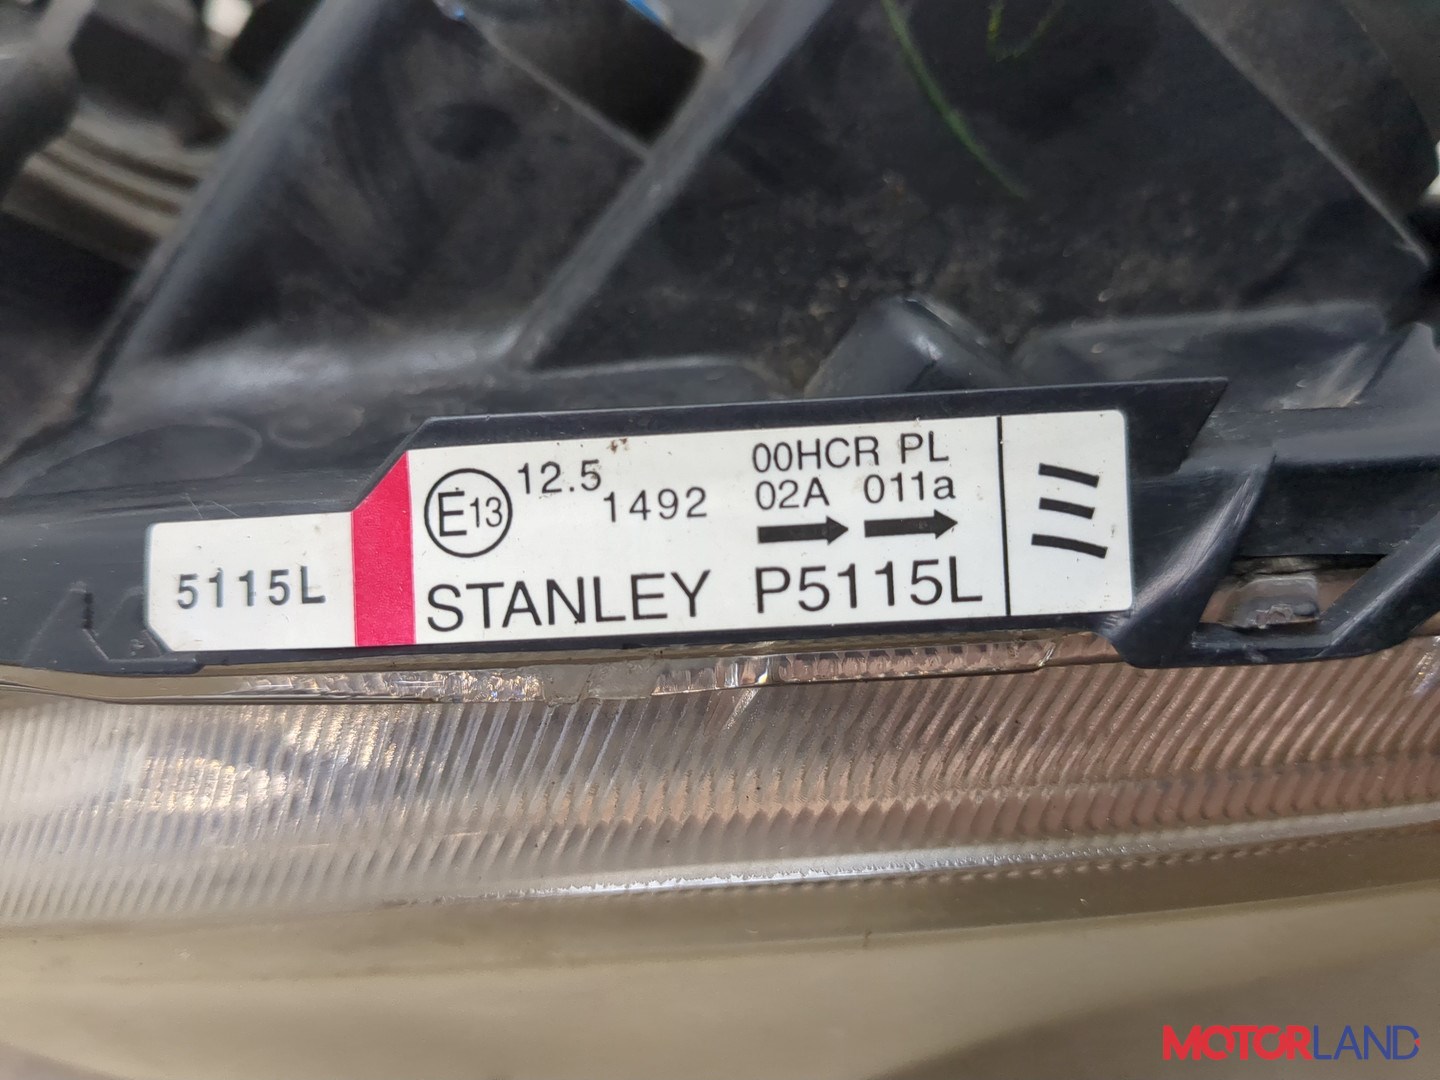 5115L
E13
12.5
1492
00HCR PL
02A 011a
STANLEY P5115L
MOTORLAND